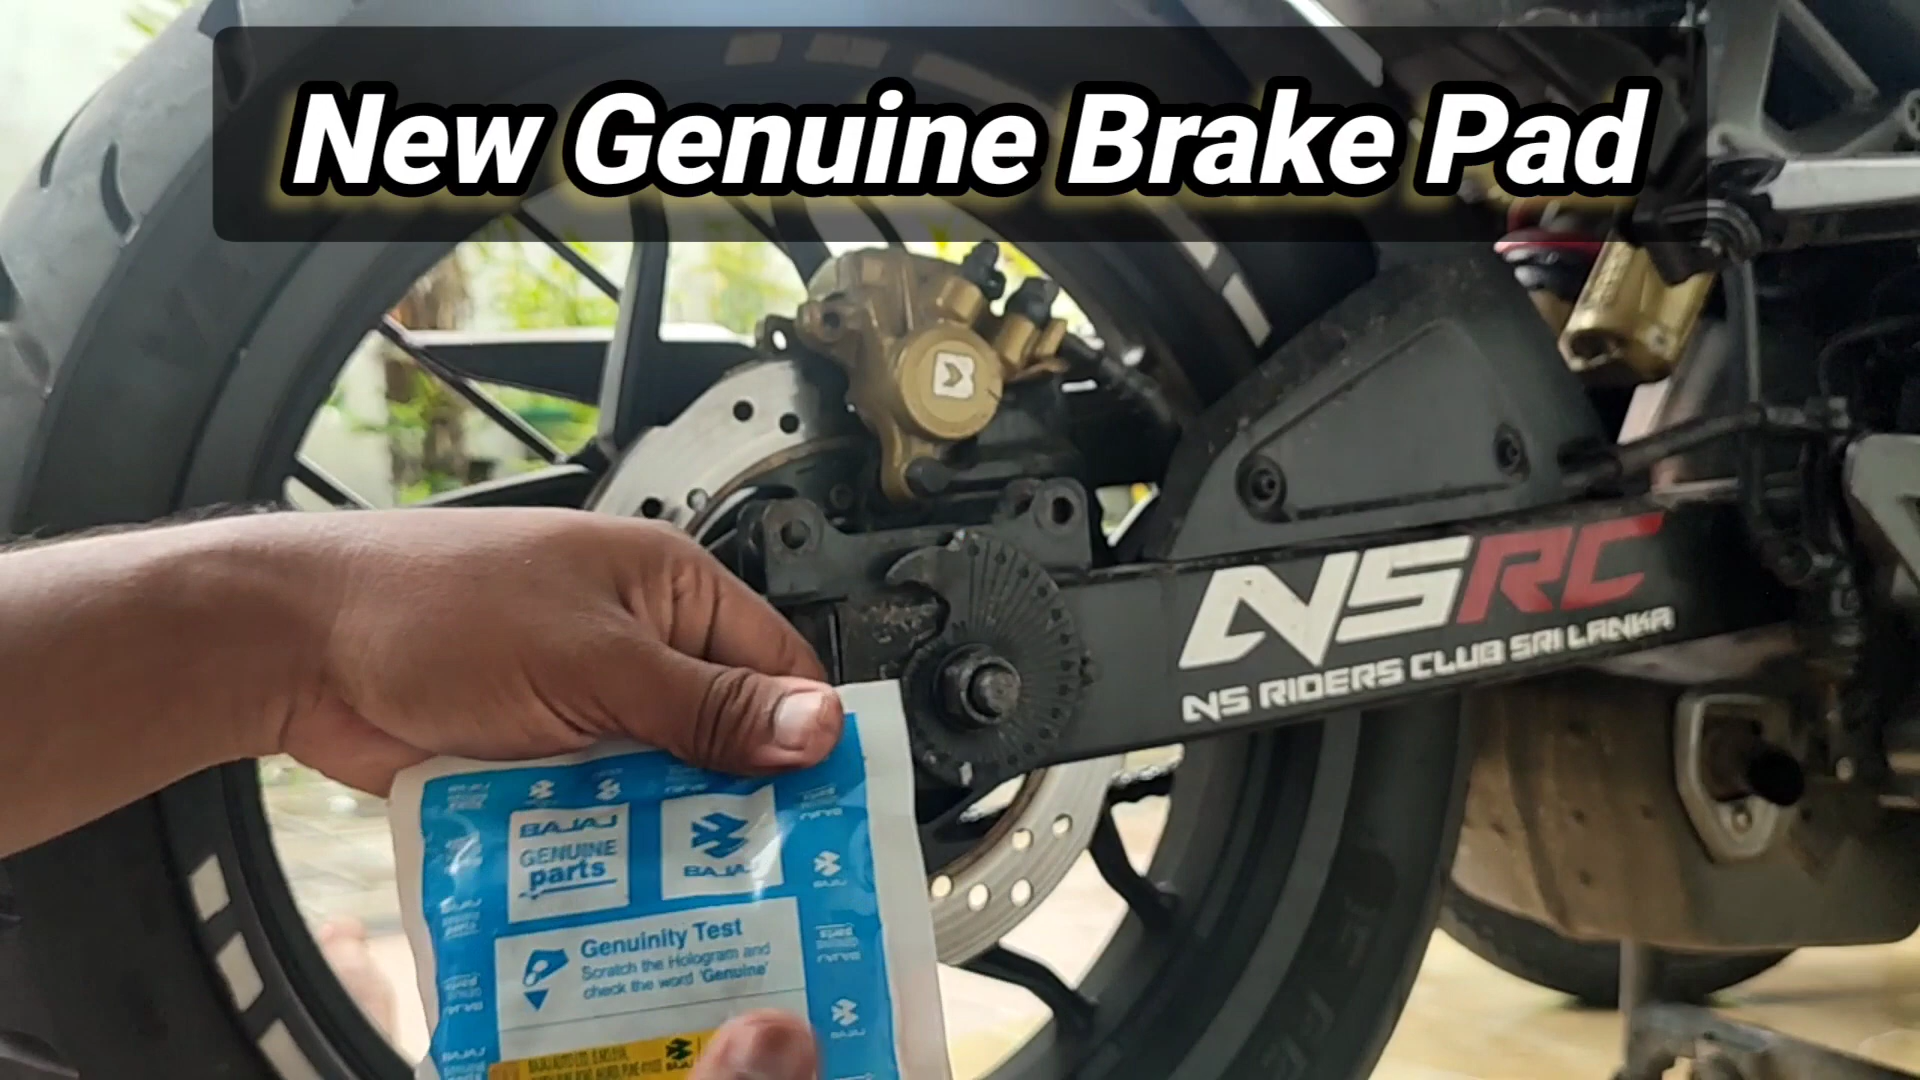 New Genuine Brake Pad
NSRC
NS RIDERS CLUB SRI LANKA
BAJAJ
GENUINE
parts
BAJAJ
Genuinity Test
Scratch the Hologram and
check the word 'Genuine'
BAJAJ